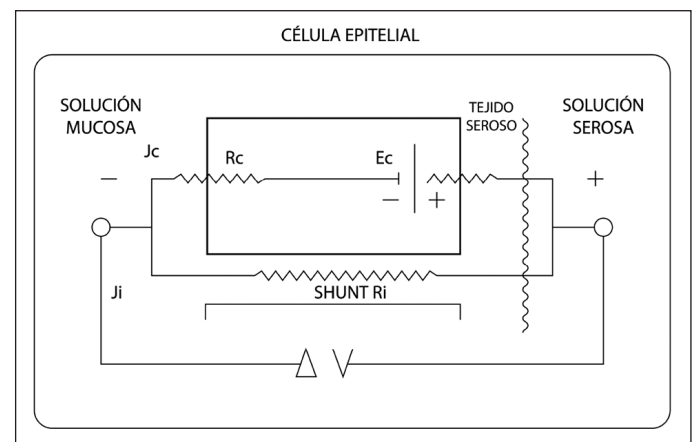 CÉLULA EPITELIAL
SOLUCIÓN
MUCOSA
TEJIDO
SEROSO
SOLUCIÓN
SEROSA
Jc
Rc
Ec
−
+
− +
Ji
SHUNT Ri
Δ V